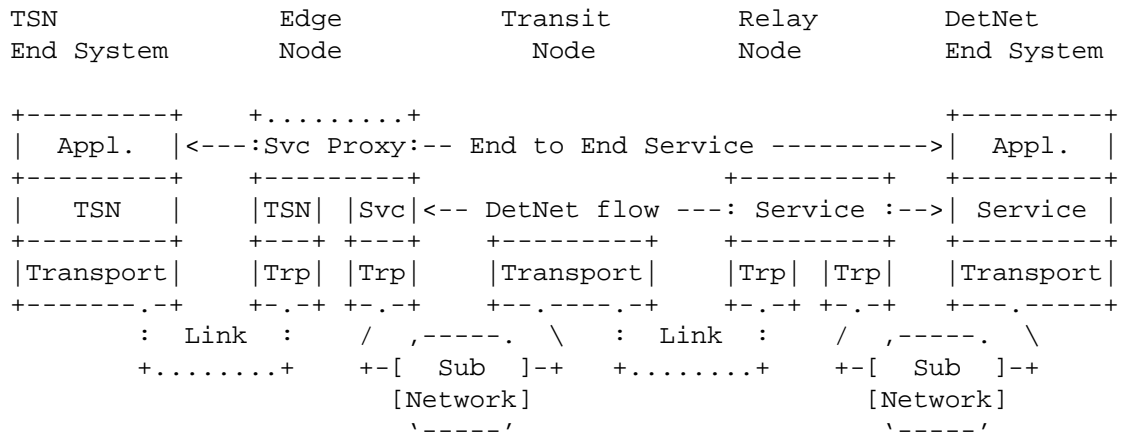 TSN Edge Transit Relay DetNet
End System Node Node Node End System
Appl. Svc Proxy End to End Service Appl.
TSN TSN Svc DetNet flow Service Service
Transport Trp Trp Transport Trp Trp Transport
Link Link
Sub Sub
Network Network